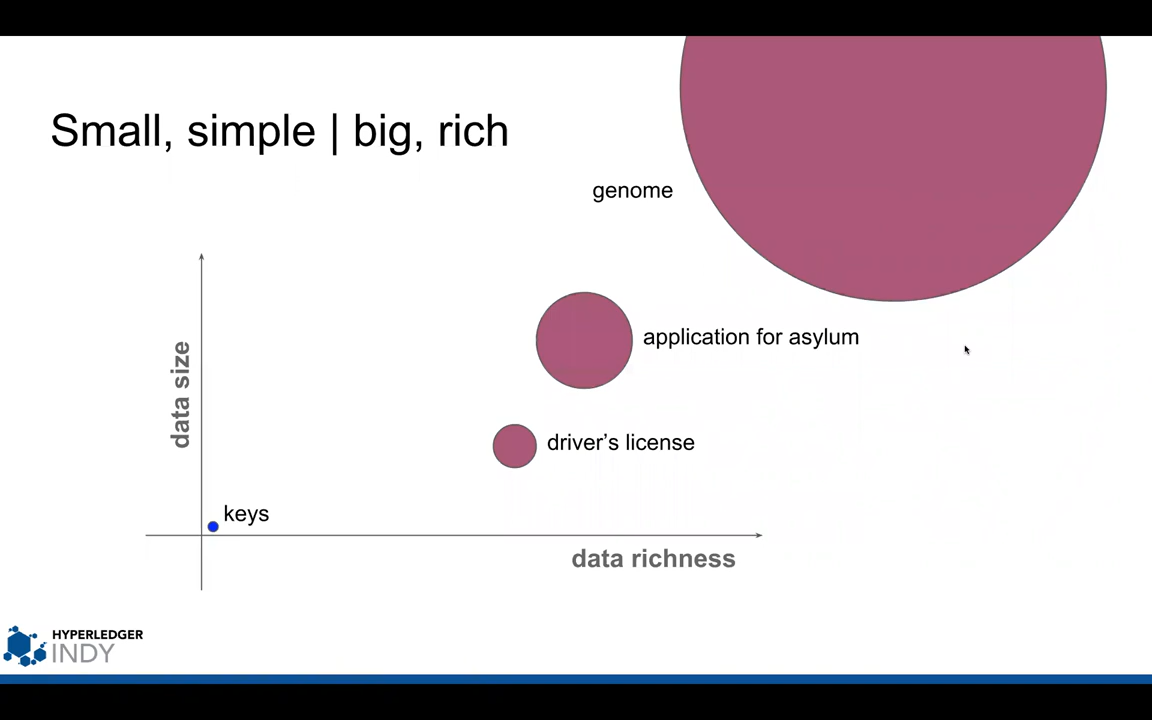 Small, simple | big, rich
genome
application for asylum
data size
driver’s license
keys
data richness
HYPERLEDGER
INDY